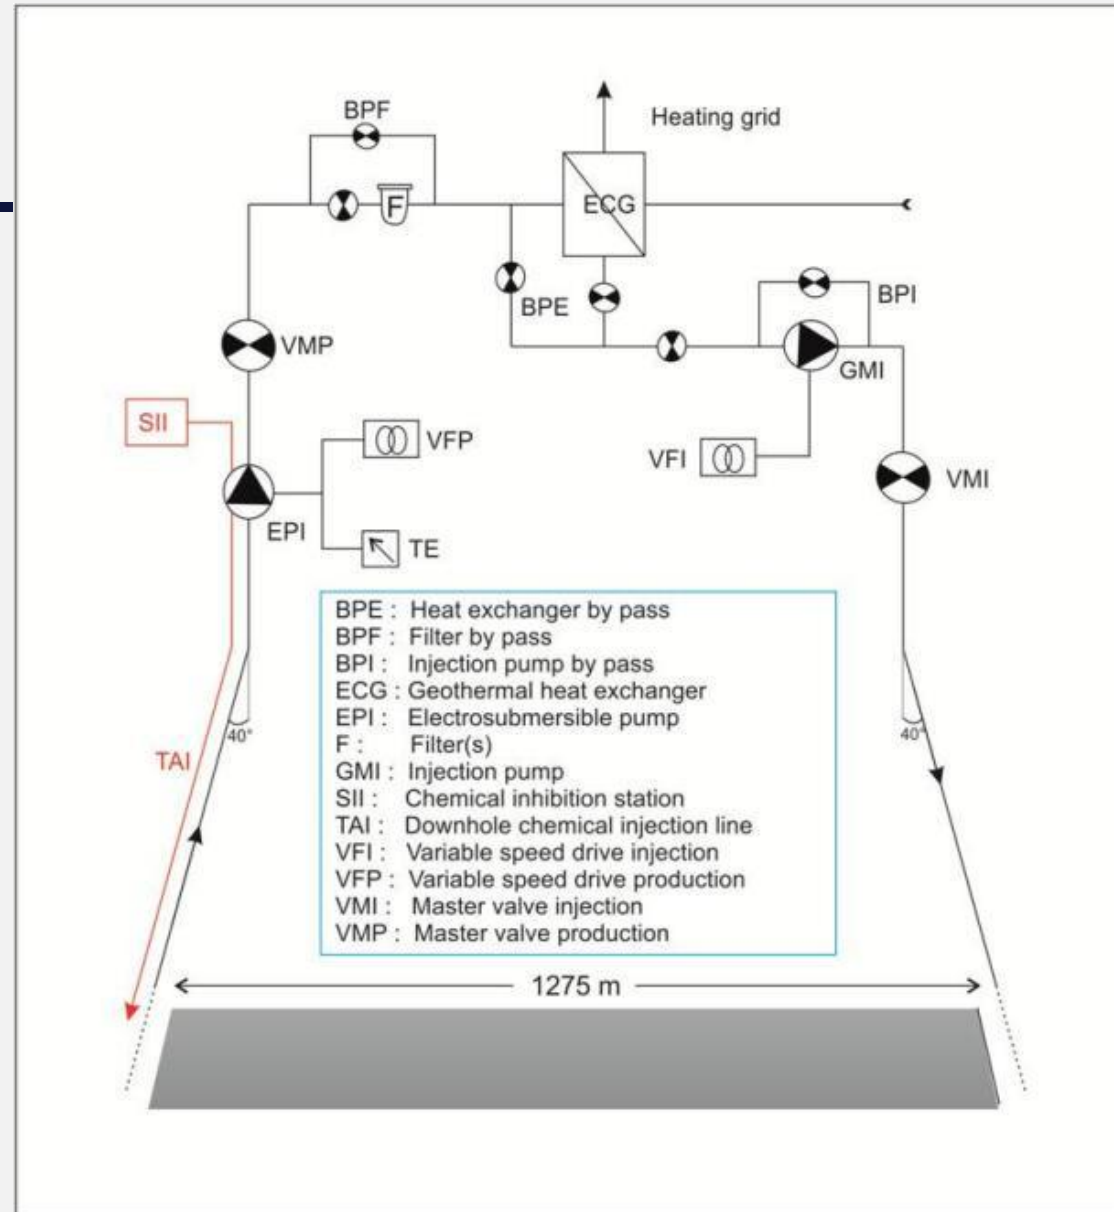 BPF
Heating grid
F
ECG
BPE
BPI
VMP
GMI
SII
VFP
VFI
VMI
EPI
TE
BPE : Heat exchanger by pass
BPF : Filter by pass
BPI : Injection pump by pass
ECG : Geothermal heat exchanger
EPI : Electrosubmersible pump
F : Filter(s)
GMI : Injection pump
SII : Chemical inhibition station
TAI : Downhole chemical injection line
VFI : Variable speed drive injection
VFP : Variable speed drive production
VMI : Master valve injection
VMP : Master valve production
40°
40°
TAI
1275 m